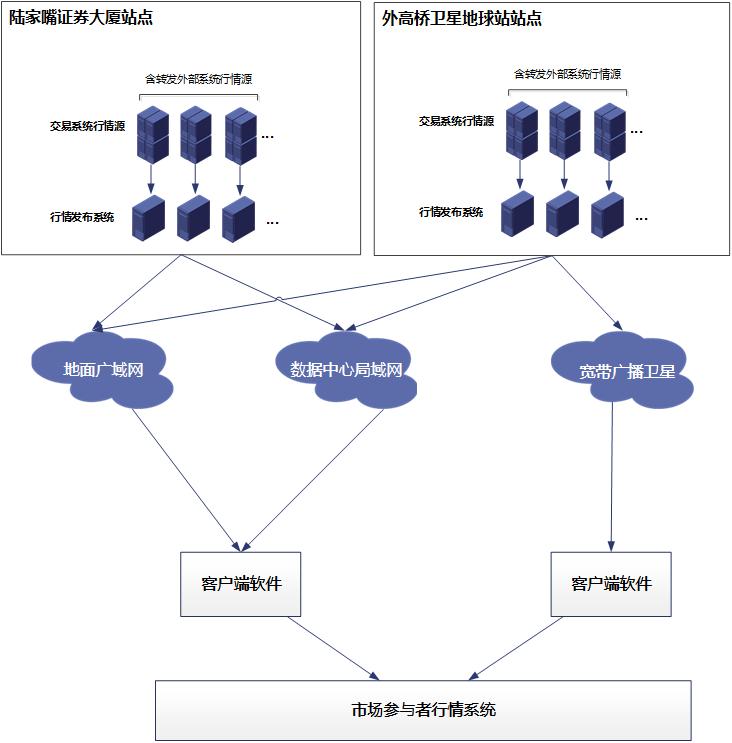 陆家嘴证券大厦站点
含转发外部系统行情源
交易系统行情源
...
行情发布系统
...
外高桥卫星地球站站点
含转发外部系统行情源
交易系统行情源
...
行情发布系统
...
地面广域网
数据中心局域网
宽带广播卫星
客户端软件
客户端软件
市场参与者行情系统